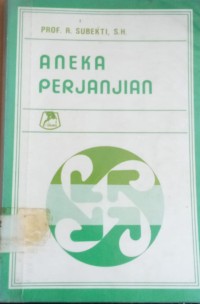 PROF. R. SUBEKTI, S.H.
ANEKA
PERJANJIAN